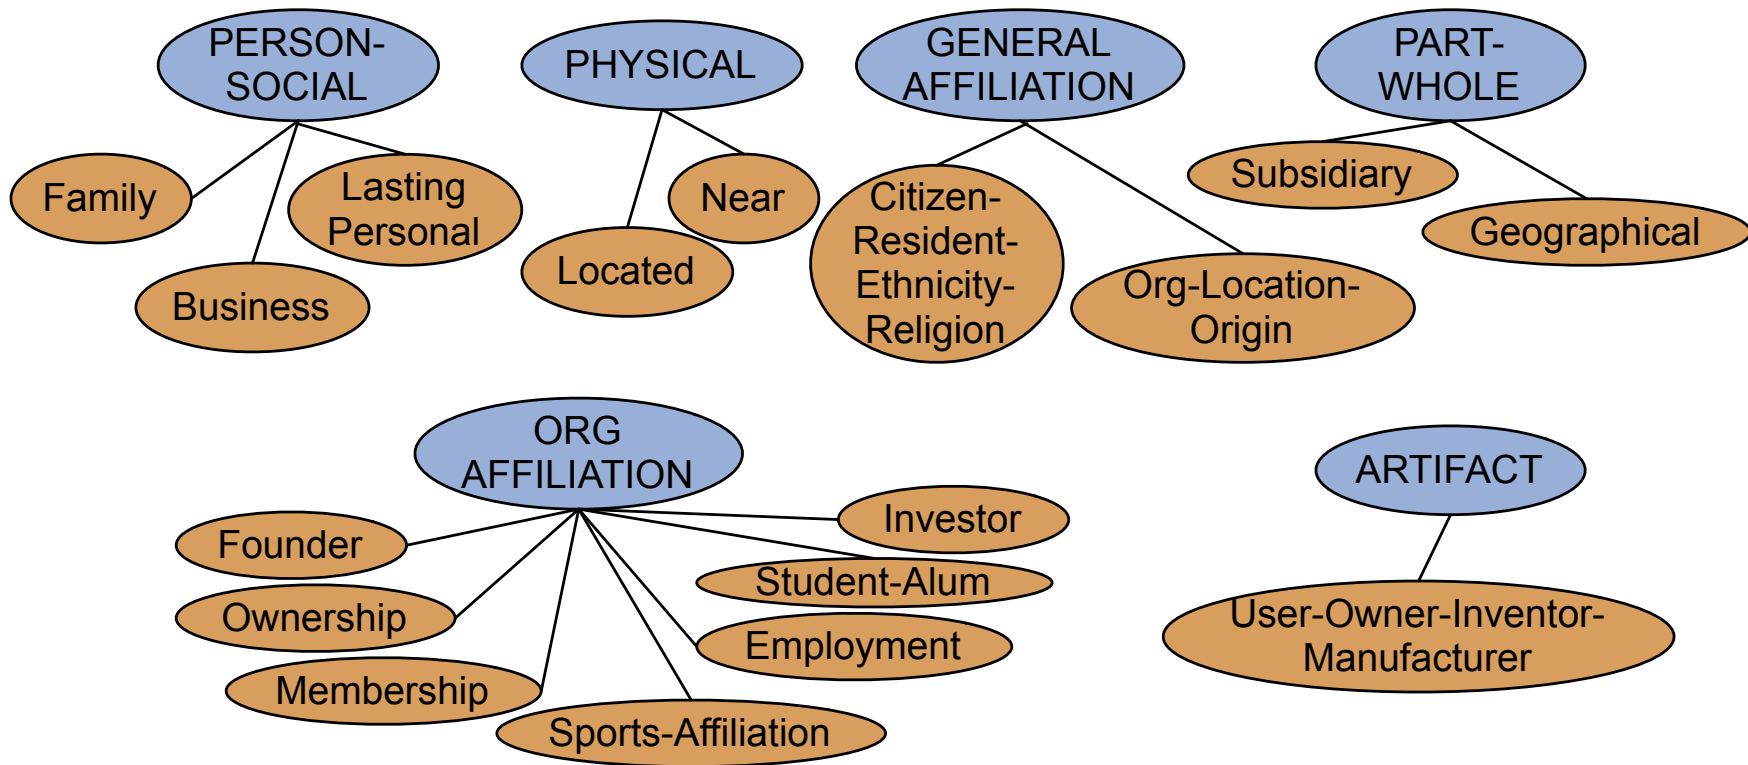 PERSON-
SOCIAL
PHYSICAL
GENERAL
AFFILIATION
PART-
WHOLE
Family
Lasting
Personal
Business
Near
Located
Citizen-
Resident-
Ethnicity-
Religion
Org-Location-
Origin
Subsidiary
Geographical
ORG
AFFILIATION
Founder
Ownership
Membership
Sports-Affiliation
Employment
Student-Alum
Investor
ARTIFACT
User-Owner-Inventor-
Manufacturer